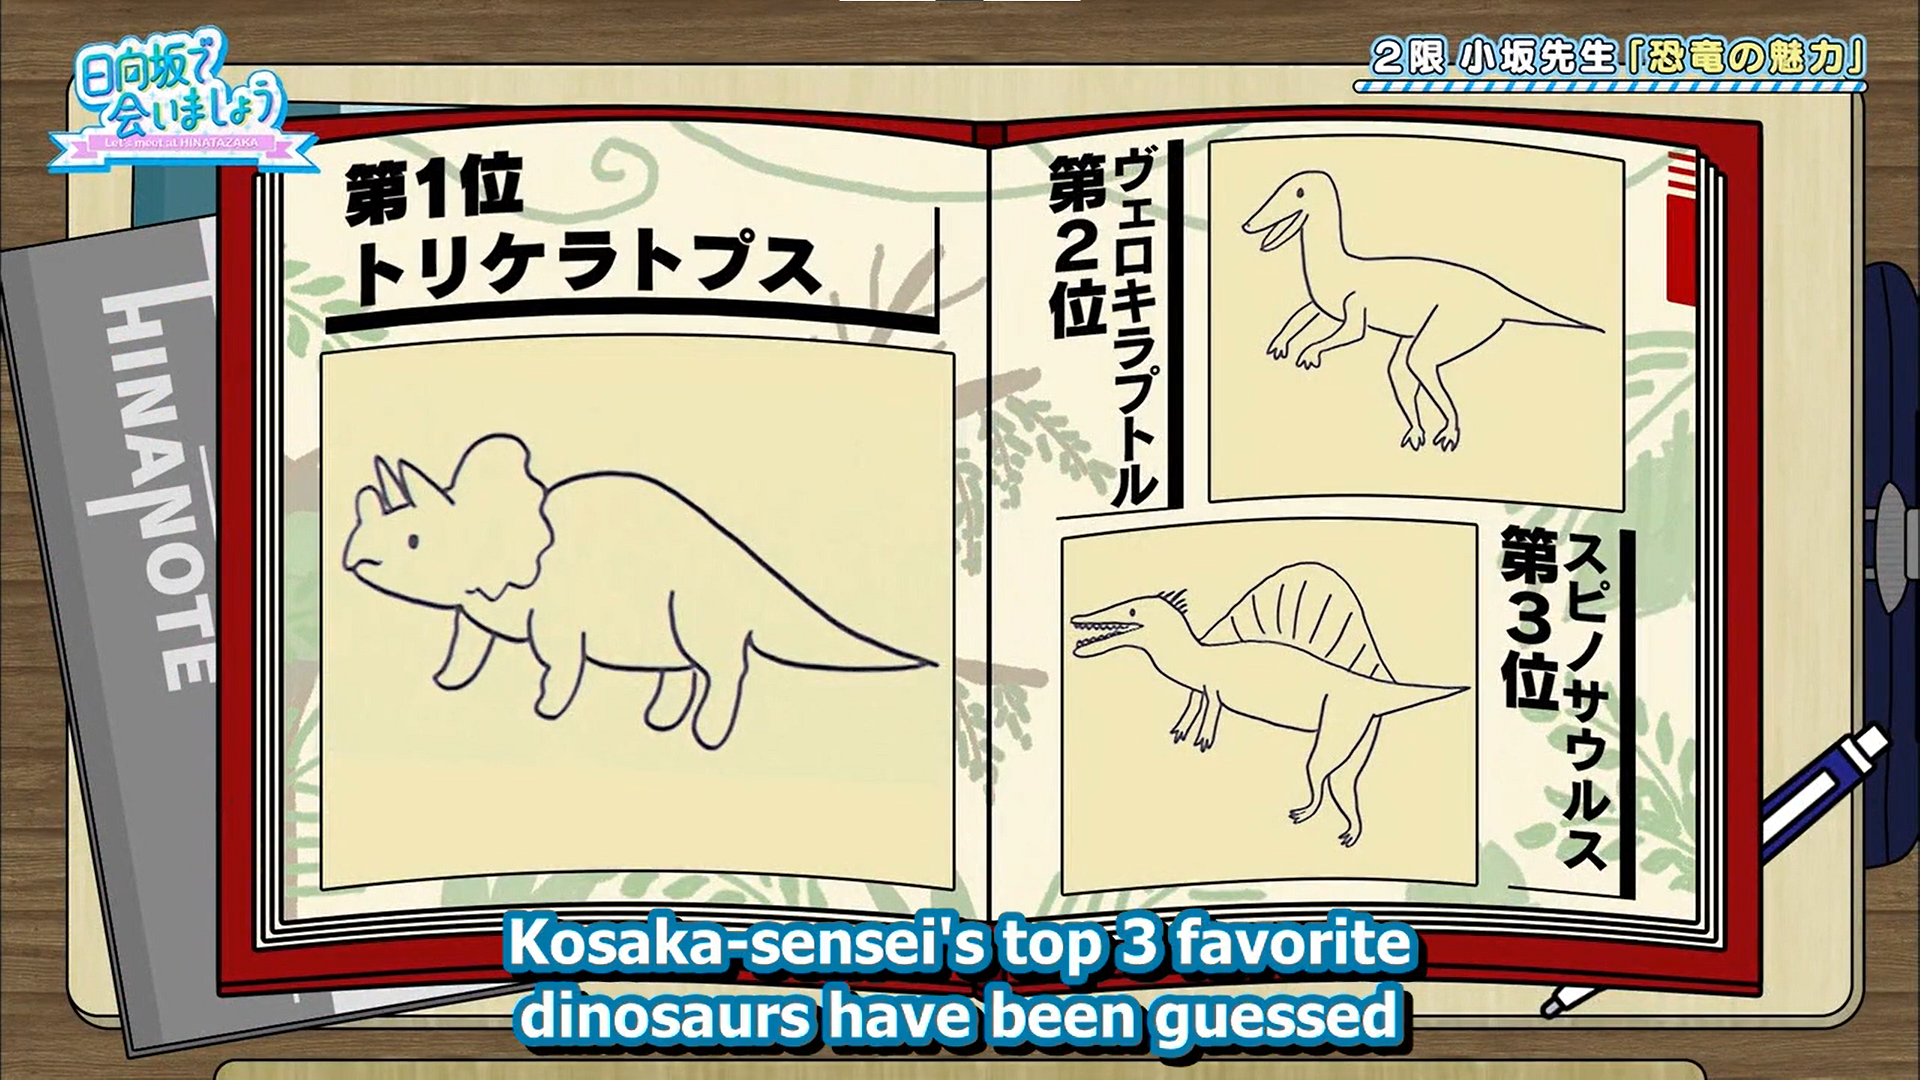 日向坂で
会いましょう
Let's meet at HINATAZAKA
2限 小坂先生「恐竜の魅力」
HINANOTE
第1位
トリケラトプス
第2位
ヴェロキラプトル
第3位
スピノサウルス
Kosaka-sensei's top 3 favorite
dinosaurs have been guessed